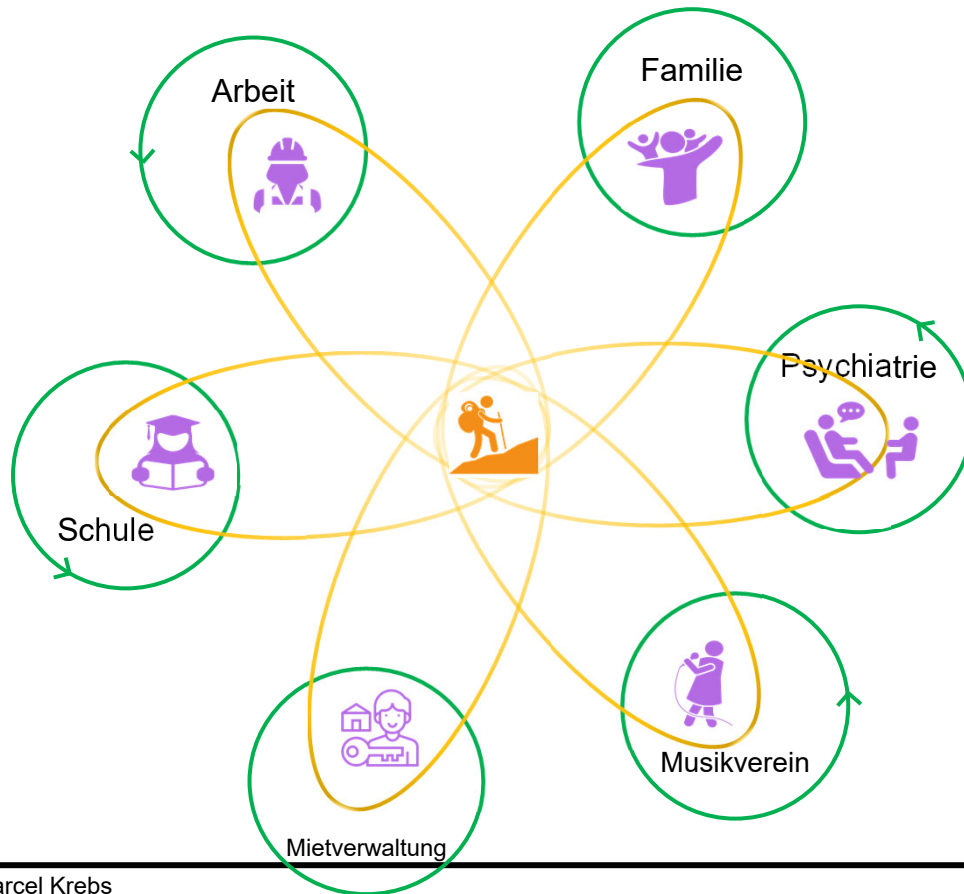 Familie
Arbeit
Psychiatrie
Schule
Musikverein
Mietverwaltung
arcel Krebs